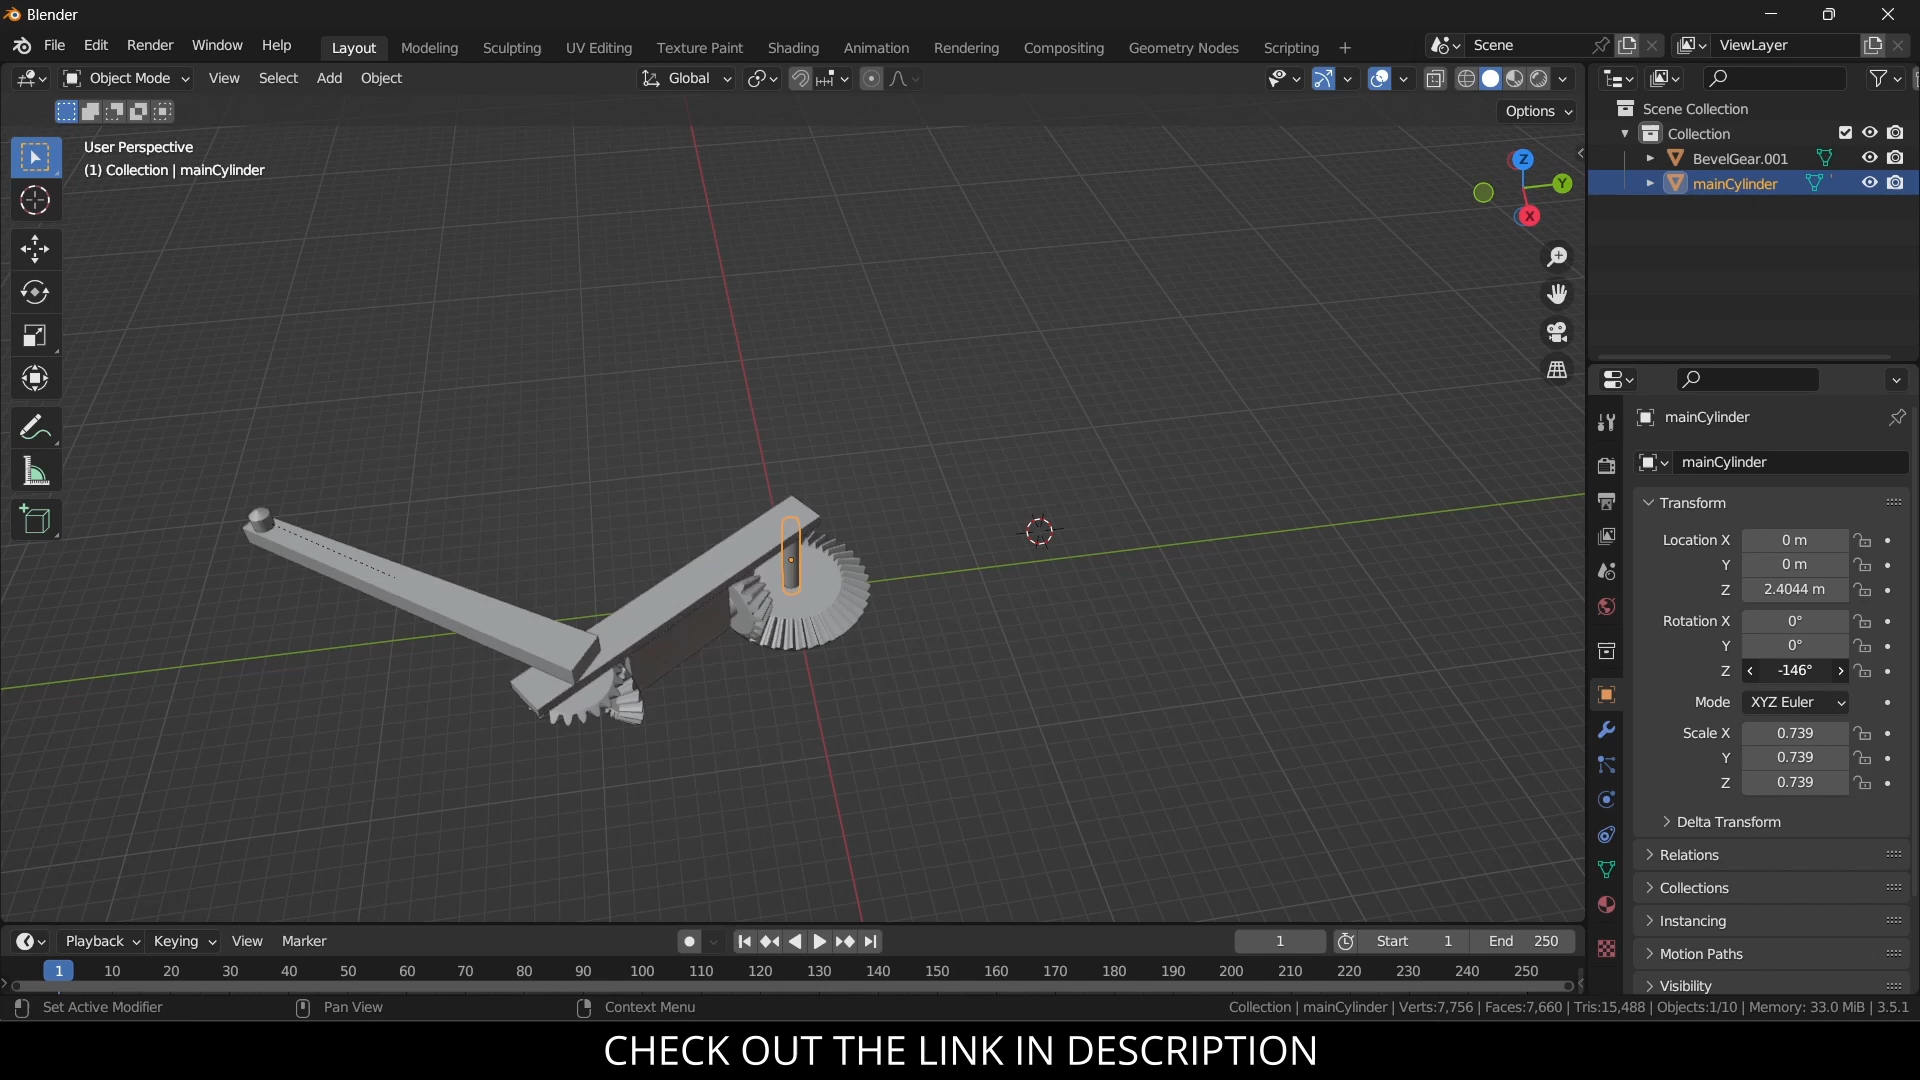 Blender
File Edit Render Window Help Layout Modeling Sculpting UV Editing Texture Paint Shading Animation Rendering Compositing Geometry Nodes Scripting + Scene ViewLayer
Object Mode View Select Add Object Global
Options
User Perspective
(1) Collection | mainCylinder
Z
Y
X
Scene Collection
Collection
BevelGear.001
mainCylinder
mainCylinder
mainCylinder
Transform
Location X 0 m
Y 0 m
Z 2.4044 m
Rotation X 0°
Y 0°
Z -146°
Mode XYZ Euler
Scale X 0.739
Y 0.739
Z 0.739
Delta Transform
Relations
Collections
Instancing
Motion Paths
Visibility
Playback Keying View Marker 1 Start 1 End 250
1 10 20 30 40 50 60 70 80 90 100 110 120 130 140 150 160 170 180 190 200 210 220 230 240 250
Set Active Modifier Pan View Context Menu Collection | mainCylinder | Verts:7,756 | Faces:7,660 | Tris:15,488 | Objects:1/10 | Memory: 33.0 MiB | 3.5.1
CHECK OUT THE LINK IN DESCRIPTION